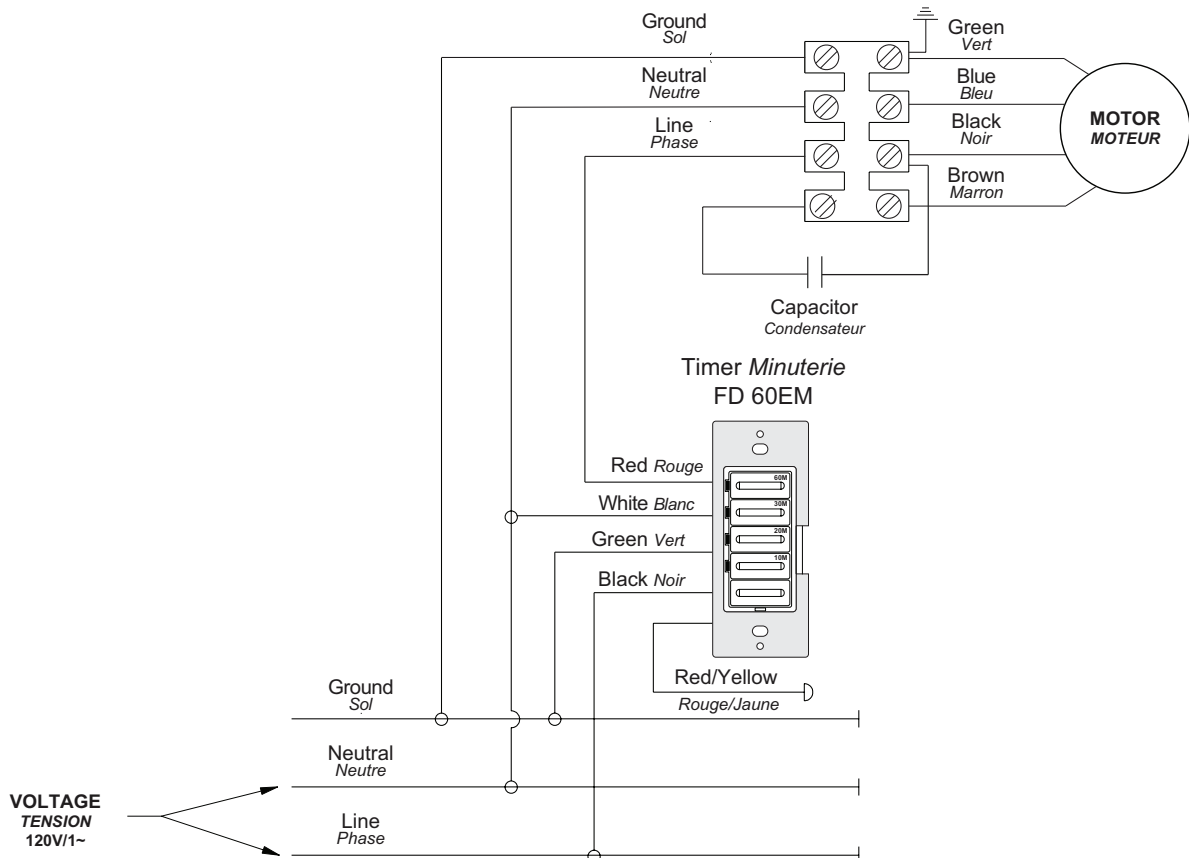 Ground
Sol
Green
Vert
Neutral
Neutre
Blue
Bleu
Line
Phase
Black
Noir
MOTOR
MOTEUR
Brown
Marron
Capacitor
Condensateur
Timer Minuterie
FD 60EM
Red Rouge
60M
White Blanc
30M
Green Vert
20M
Black Noir
10M
Red/Yellow
Rouge/Jaune
Ground
Sol
Neutral
Neutre
VOLTAGE
TENSION
120V/1~
Line
Phase